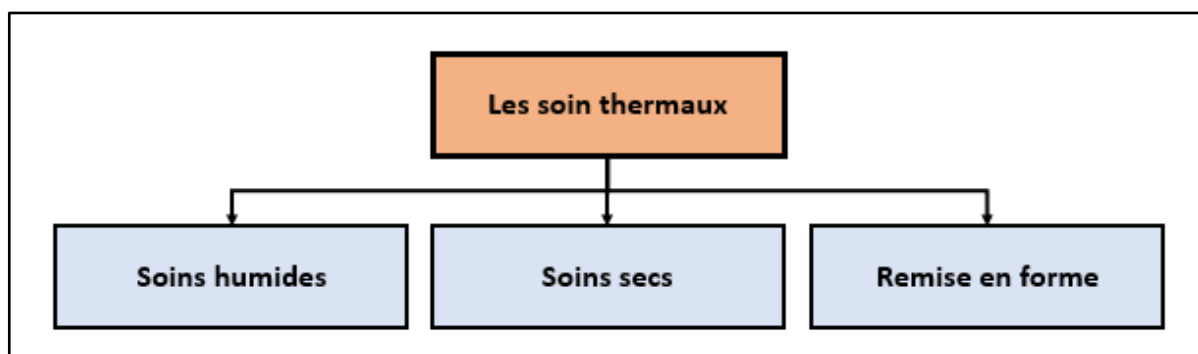 Les soin thermaux
Soins humides
Soins secs
Remise en forme